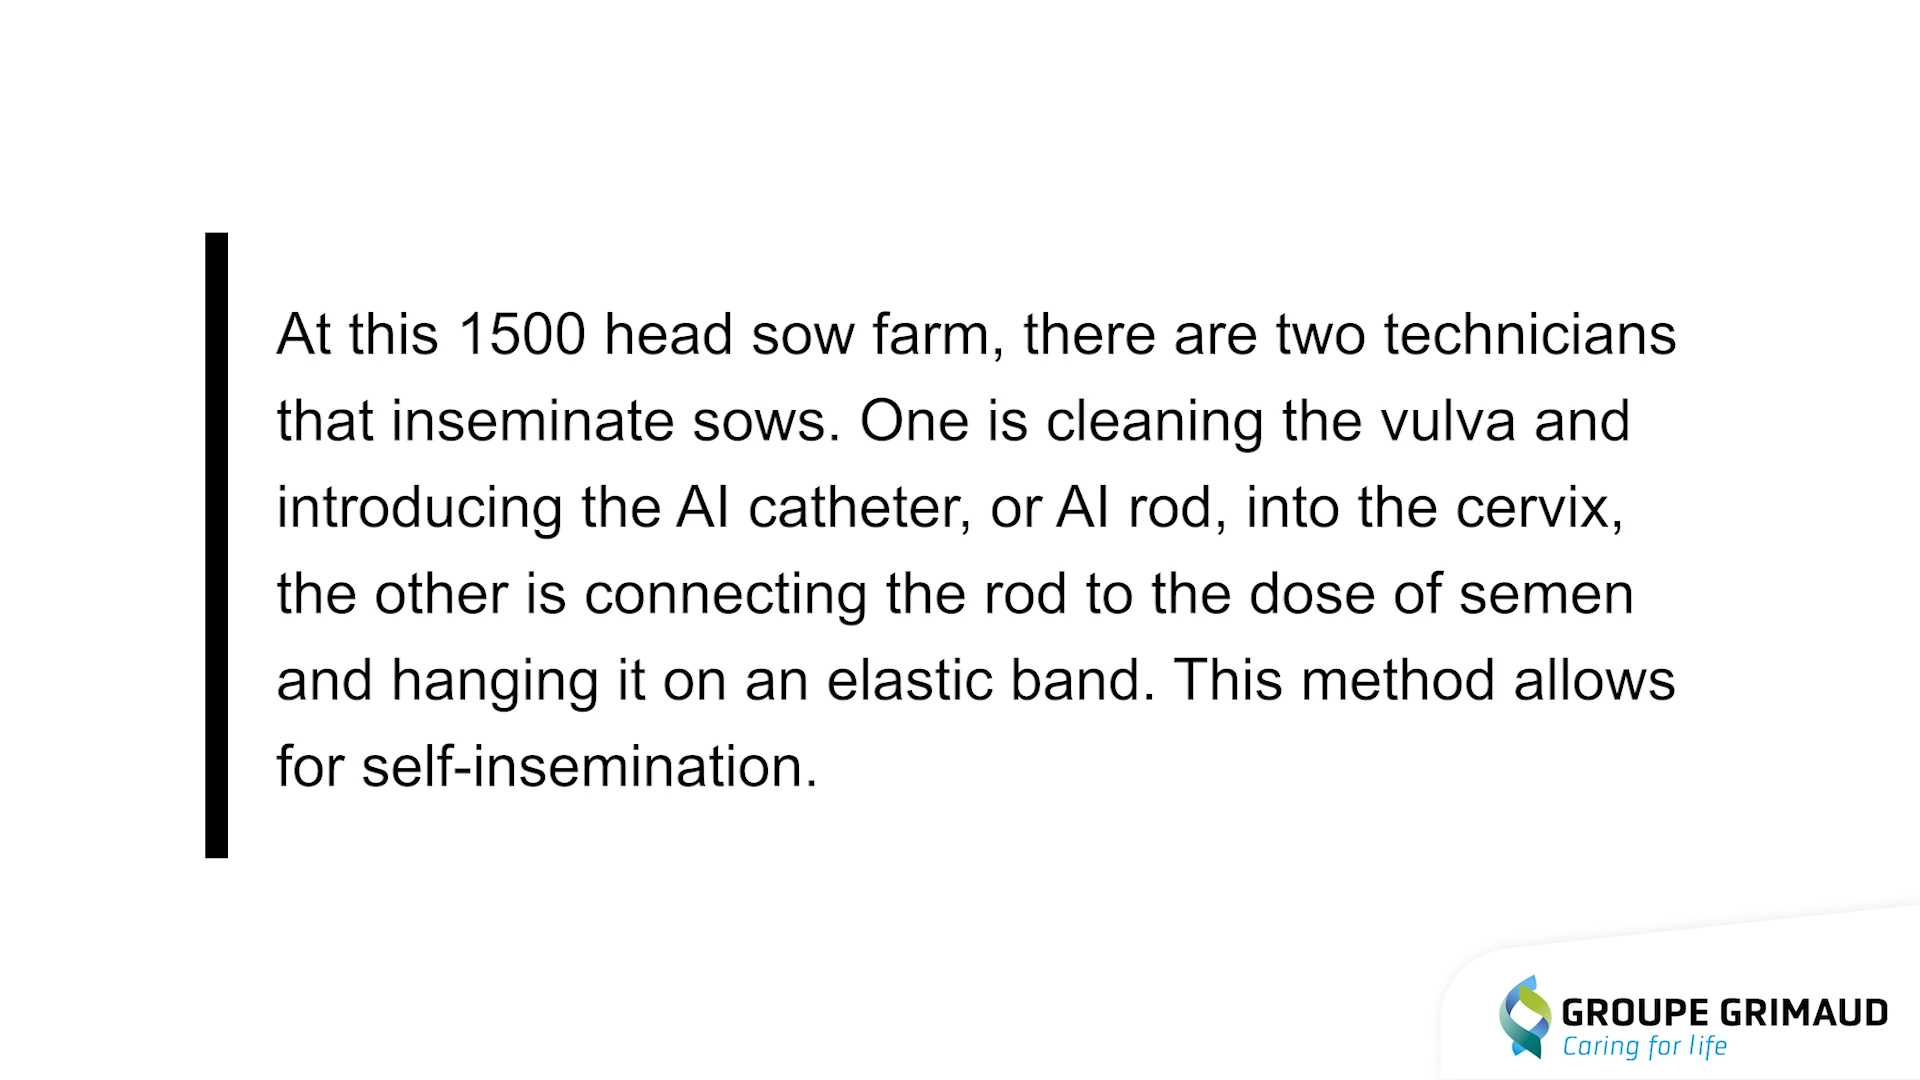 At this 1500 head sow farm, there are two technicians
that inseminate sows. One is cleaning the vulva and
introducing the AI catheter, or AI rod, into the cervix,
the other is connecting the rod to the dose of semen
and hanging it on an elastic band. This method allows
for self-insemination.
GROUPE GRIMAUD
Caring for life